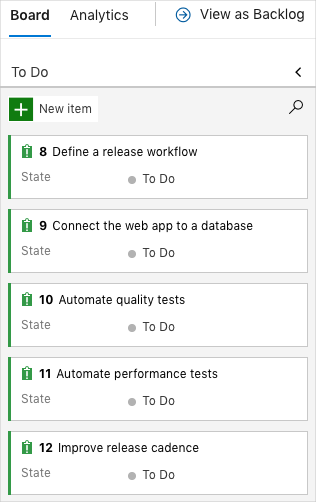 Board Analytics View as Backlog
To Do
New item
8 Define a release workflow
State To Do
9 Connect the web app to a database
State To Do
10 Automate quality tests
State To Do
11 Automate performance tests
State To Do
12 Improve release cadence
State To Do